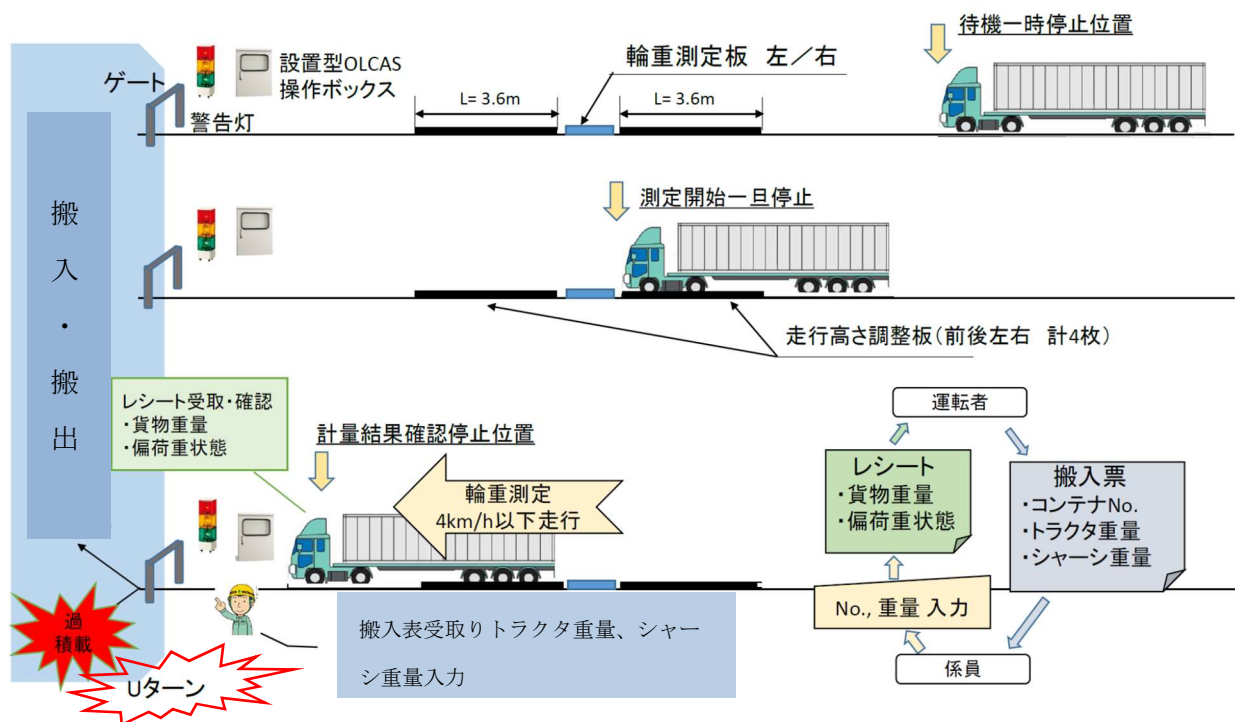 待機一時停止位置
ゲート
設置型OLCAS
操作ボックス
輪重測定板 左／右
警告灯
L= 3.6m
L= 3.6m
搬入・搬出
測定開始一旦停止
走行高さ調整板(前後左右 計4枚)
レシート受取・確認
・貨物重量
・偏荷重状態
計量結果確認停止位置
輪重測定
4km/h以下走行
運転者
レシート
・貨物重量
・偏荷重状態
搬入票
・コンテナNo.
・トラクタ重量
・シャーシ重量
No., 重量 入力
係員
過
積載
Uターン
搬入表受取りトラクタ重量、シャー
シ重量入力